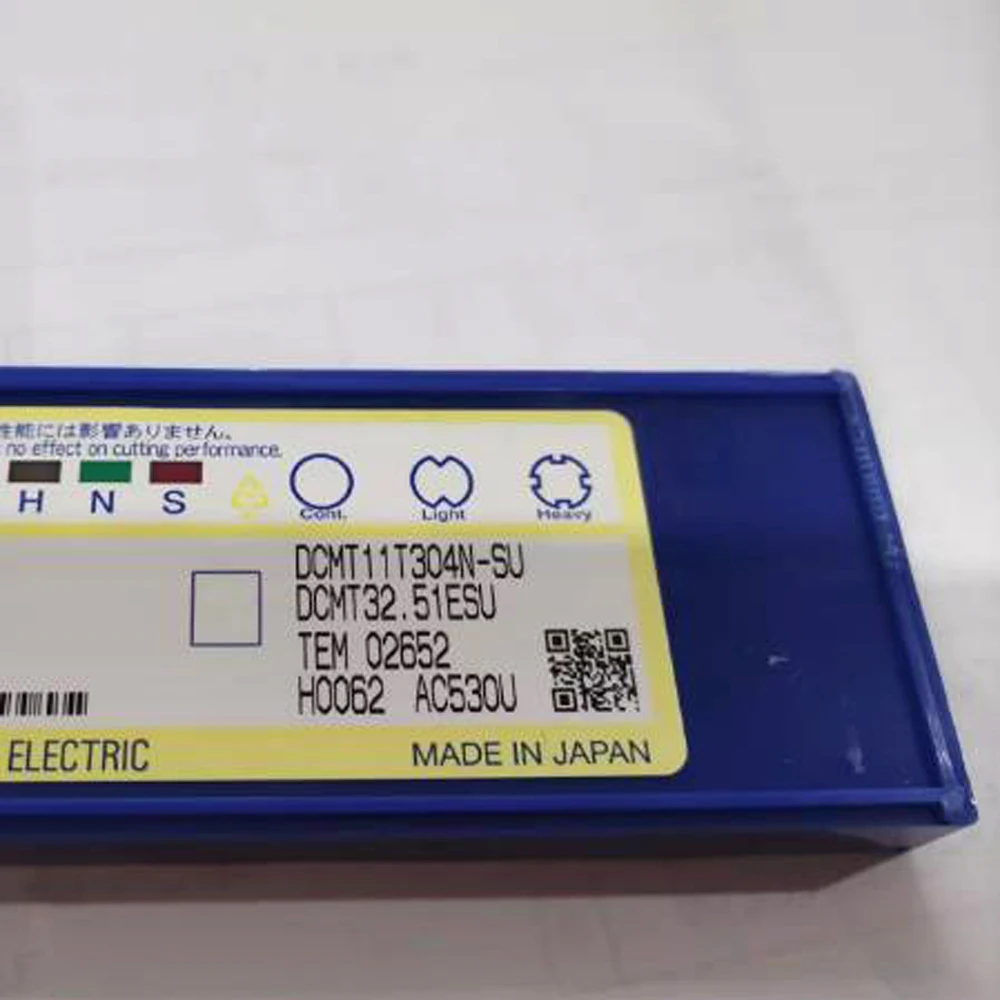 性能には影響ありません。
no effect on cutting performance.
H N S
Cont. Light Heavy
DCMT11T304N-SU
DCMT32.51ESU
TEM 02652
H0062 AC530U
ELECTRIC
MADE IN JAPAN